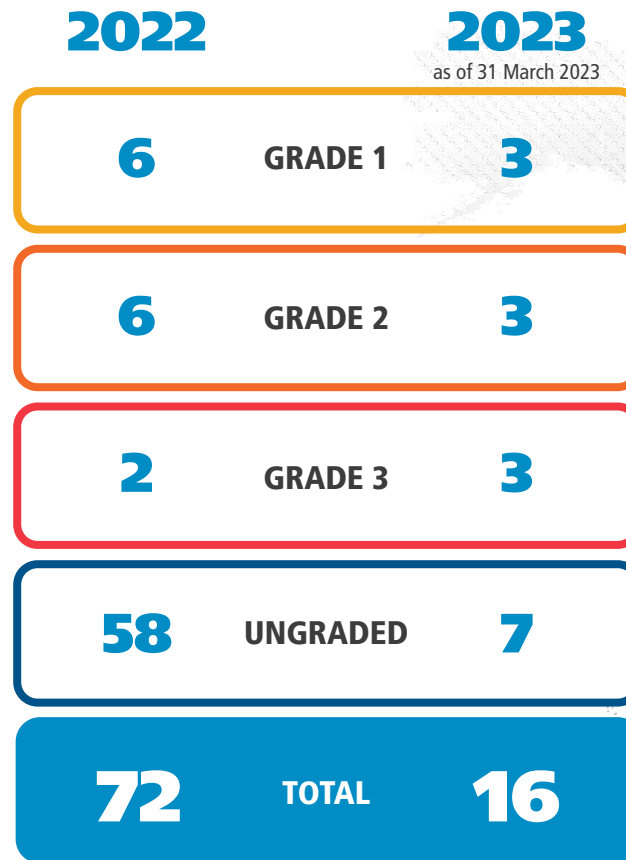 2022 2023
as of 31 March 2023
6 GRADE 1 3
6 GRADE 2 3
2 GRADE 3 3
58 UNGRADED 7
72 TOTAL 16